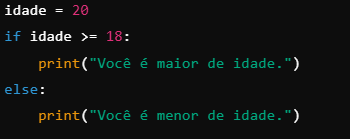 idade = 20
if idade >= 18:
    print("Você é maior de idade.")
else:
    print("Você é menor de idade.")